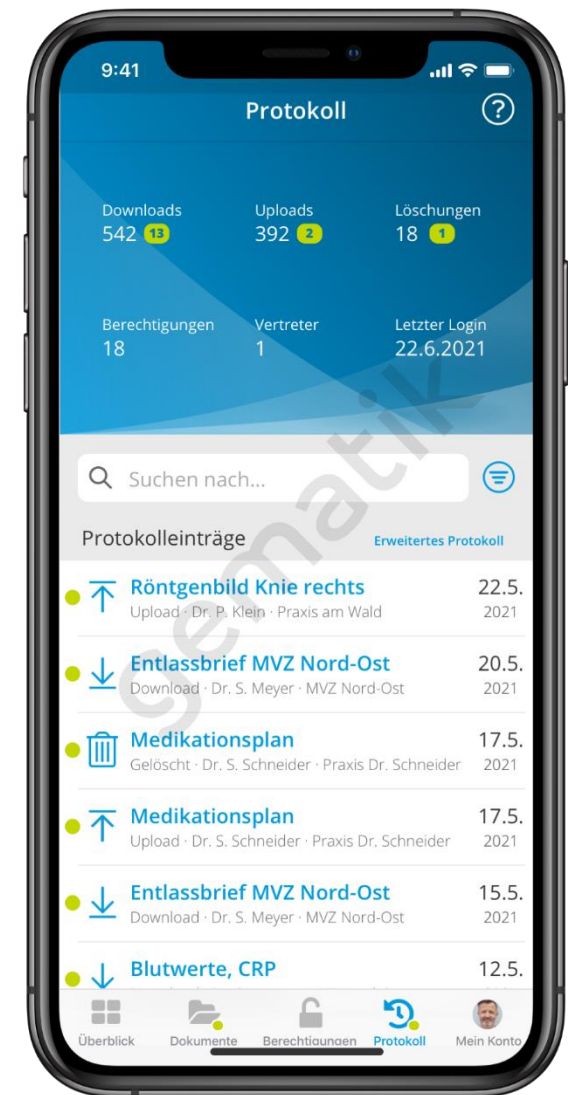 9:41
Protokoll
?
Downloads Uploads Löschungen
542 13 392 2 18 1
Berechtigungen Vertreter Letzter Login
18 1 22.6.2021
Suchen nach...
Protokolleinträge Erweitertes Protokoll
Röntgenbild Knie rechts 22.5.
Upload · Dr. P. Klein · Praxis am Wald 2021
Entlassbrief MVZ Nord-Ost 20.5.
Download · Dr. S. Meyer · MVZ Nord-Ost 2021
Medikationsplan 17.5.
Gelöscht · Dr. S. Schneider · Praxis Dr. Schneider 2021
Medikationsplan 17.5.
Upload · Dr. S. Schneider · Praxis Dr. Schneider 2021
Entlassbrief MVZ Nord-Ost 15.5.
Download · Dr. S. Meyer · MVZ Nord-Ost 2021
Blutwerte, CRP 12.5.
Überblick Dokumente Berechtigungen Protokoll Mein Konto
gematik